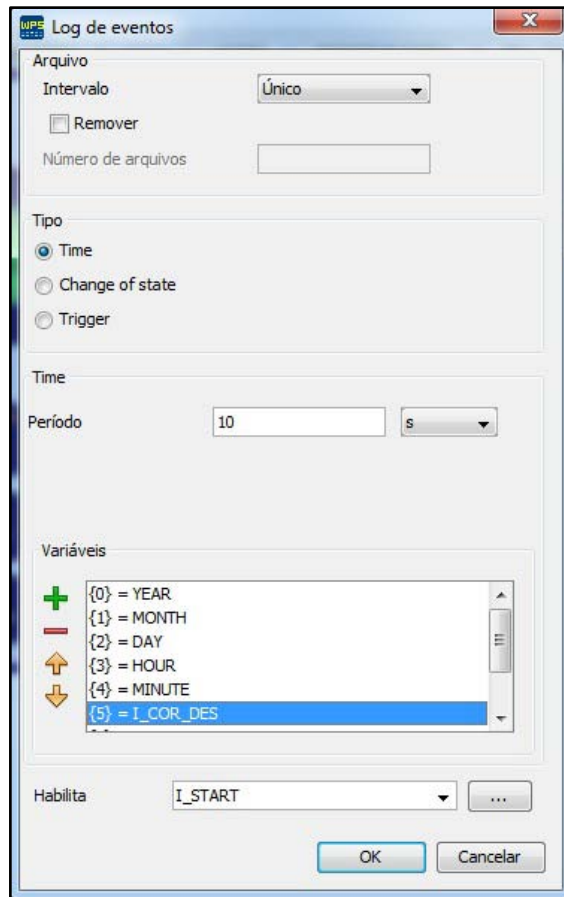 WPS
Log de eventos
Arquivo
Intervalo Único
Remover
Número de arquivos
Tipo
Time
Change of state
Trigger
Time
Período 10 s
Variáveis
{0} = YEAR
{1} = MONTH
{2} = DAY
{3} = HOUR
{4} = MINUTE
{5} = I_COR_DES
Habilita I_START ...
OK Cancelar